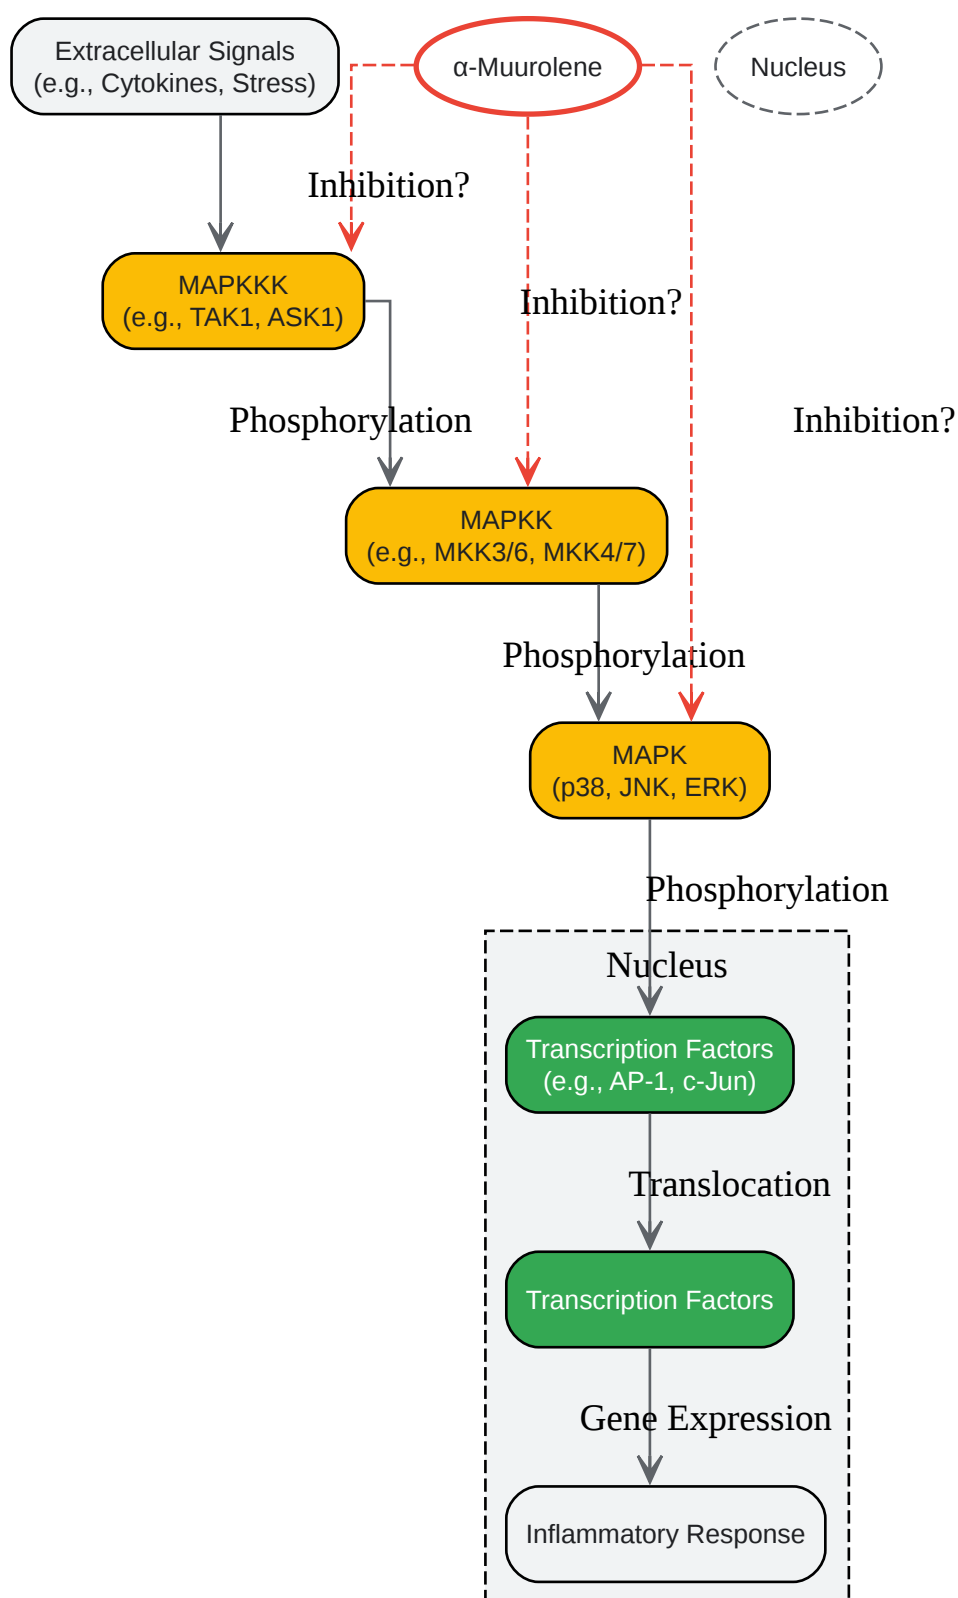 Extracellular Signals
(e.g., Cytokines, Stress)
α-Muurolene
Nucleus
Inhibition?
MAPKKK
(e.g., TAK1, ASK1)
Inhibition?
Phosphorylation
Inhibition?
MAPKK
(e.g., MKK3/6, MKK4/7)
Phosphorylation
MAPK
(p38, JNK, ERK)
Phosphorylation
Nucleus
Transcription Factors
(e.g., AP-1, c-Jun)
Translocation
Transcription Factors
Gene Expression
Inflammatory Response